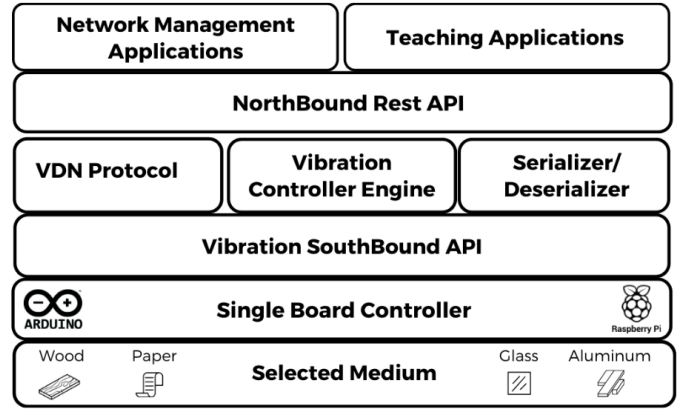 Network Management
Applications
Teaching Applications
NorthBound Rest API
VDN Protocol
Vibration
Controller Engine
Serializer/
Deserializer
Vibration SouthBound API
ARDUINO
Single Board Controller
Raspberry Pi
Wood
Paper
Selected Medium
Glass
Aluminum